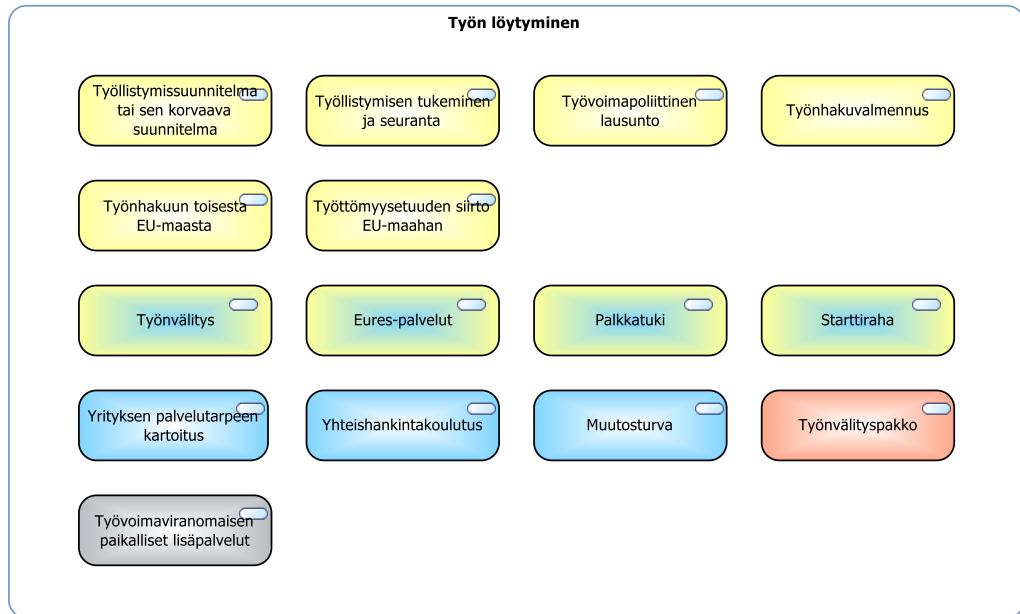 Työn löytyminen
Työllistymissuunnitelma
tai sen korvaava
suunnitelma
Työllistymisen tukeminen
ja seuranta
Työvoimapoliittinen
lausunto
Työnhakuvalmennus
Työnhakuun toisesta
EU-maasta
Työttömyysetuuden siirto
EU-maahan
Työnvälitys
Eures-palvelut
Palkkatuki
Starttiraha
Yrityksen palvelutarpeen
kartoitus
Yhteishankintakoulutus
Muutosturva
Työnvälityspakko
Työvoimaviranomaisen
paikalliset lisäpalvelut